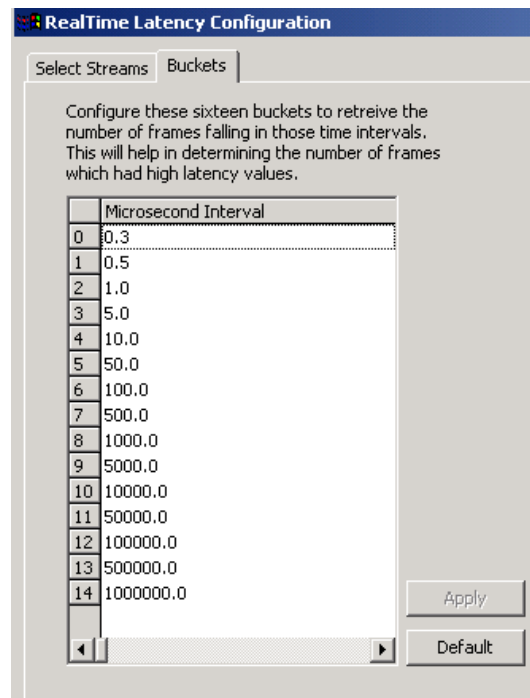 RealTime Latency Configuration
Select Streams Buckets
Configure these sixteen buckets to retreive the
number of frames falling in those time intervals.
This will help in determining the number of frames
which had high latency values.
Microsecond Interval
0 0.3
1 0.5
2 1.0
3 5.0
4 10.0
5 50.0
6 100.0
7 500.0
8 1000.0
9 5000.0
10 10000.0
11 50000.0
12 100000.0
13 500000.0
14 1000000.0
Apply
Default